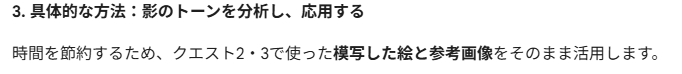 3. 具体的な方法：影のトーンを分析し、応用する
時間を節約するため、クエスト2・3で使った模写した絵と参考画像をそのまま活用します。